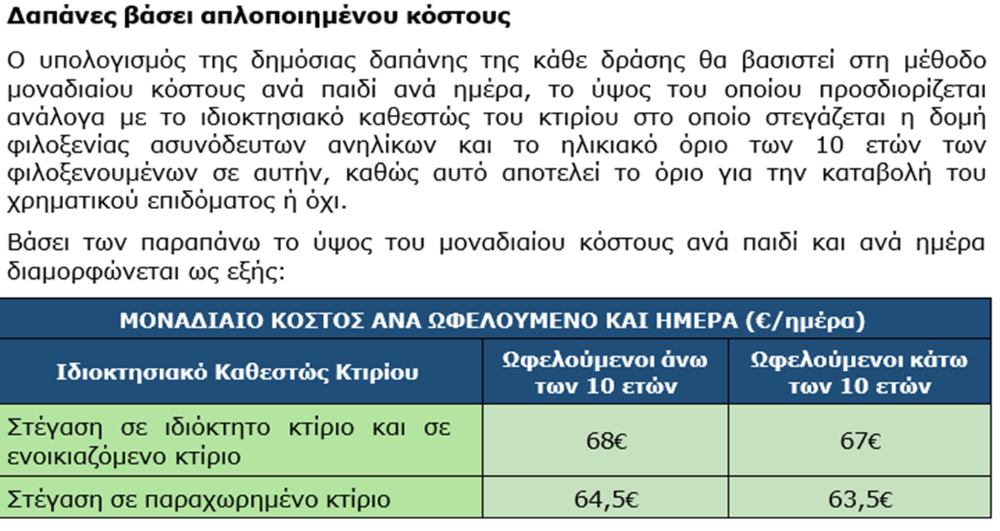 Δαπάνες βάσει απλοποιημένου κόστους
Ο υπολογισμός της δημόσιας δαπάνης της κάθε δράσης θα βασιστεί στη μέθοδο
μοναδιαίου κόστους ανά παιδί ανά ημέρα, το ύψος του οποίου προσδιορίζεται
ανάλογα με το ιδιοκτησιακό καθεστώς του κτιρίου στο οποίο στεγάζεται η δομή
φιλοξενίας ασυνόδευτων ανηλίκων και το ηλικιακό όριο των 10 ετών των
φιλοξενουμένων σε αυτήν, καθώς αυτό αποτελεί το όριο για την καταβολή του
χρηματικού επιδόματος ή όχι.
Βάσει των παραπάνω το ύψος του μοναδιαίου κόστους ανά παιδί και ανά ημέρα
διαμορφώνεται ως εξής:
ΜΟΝΑΔΙΑΙΟ ΚΟΣΤΟΣ ΑΝΑ ΩΦΕΛΟΥΜΕΝΟ ΚΑΙ ΗΜΕΡΑ (€/ημέρα)
Ιδιοκτησιακό Καθεστώς Κτιρίου
Ωφελούμενοι άνω
των 10 ετών
Ωφελούμενοι κάτω
των 10 ετών
Στέγαση σε ιδιόκτητο κτίριο και σε
ενοικιαζόμενο κτίριο
68€
67€
Στέγαση σε παραχωρημένο κτίριο
64,5€
63,5€